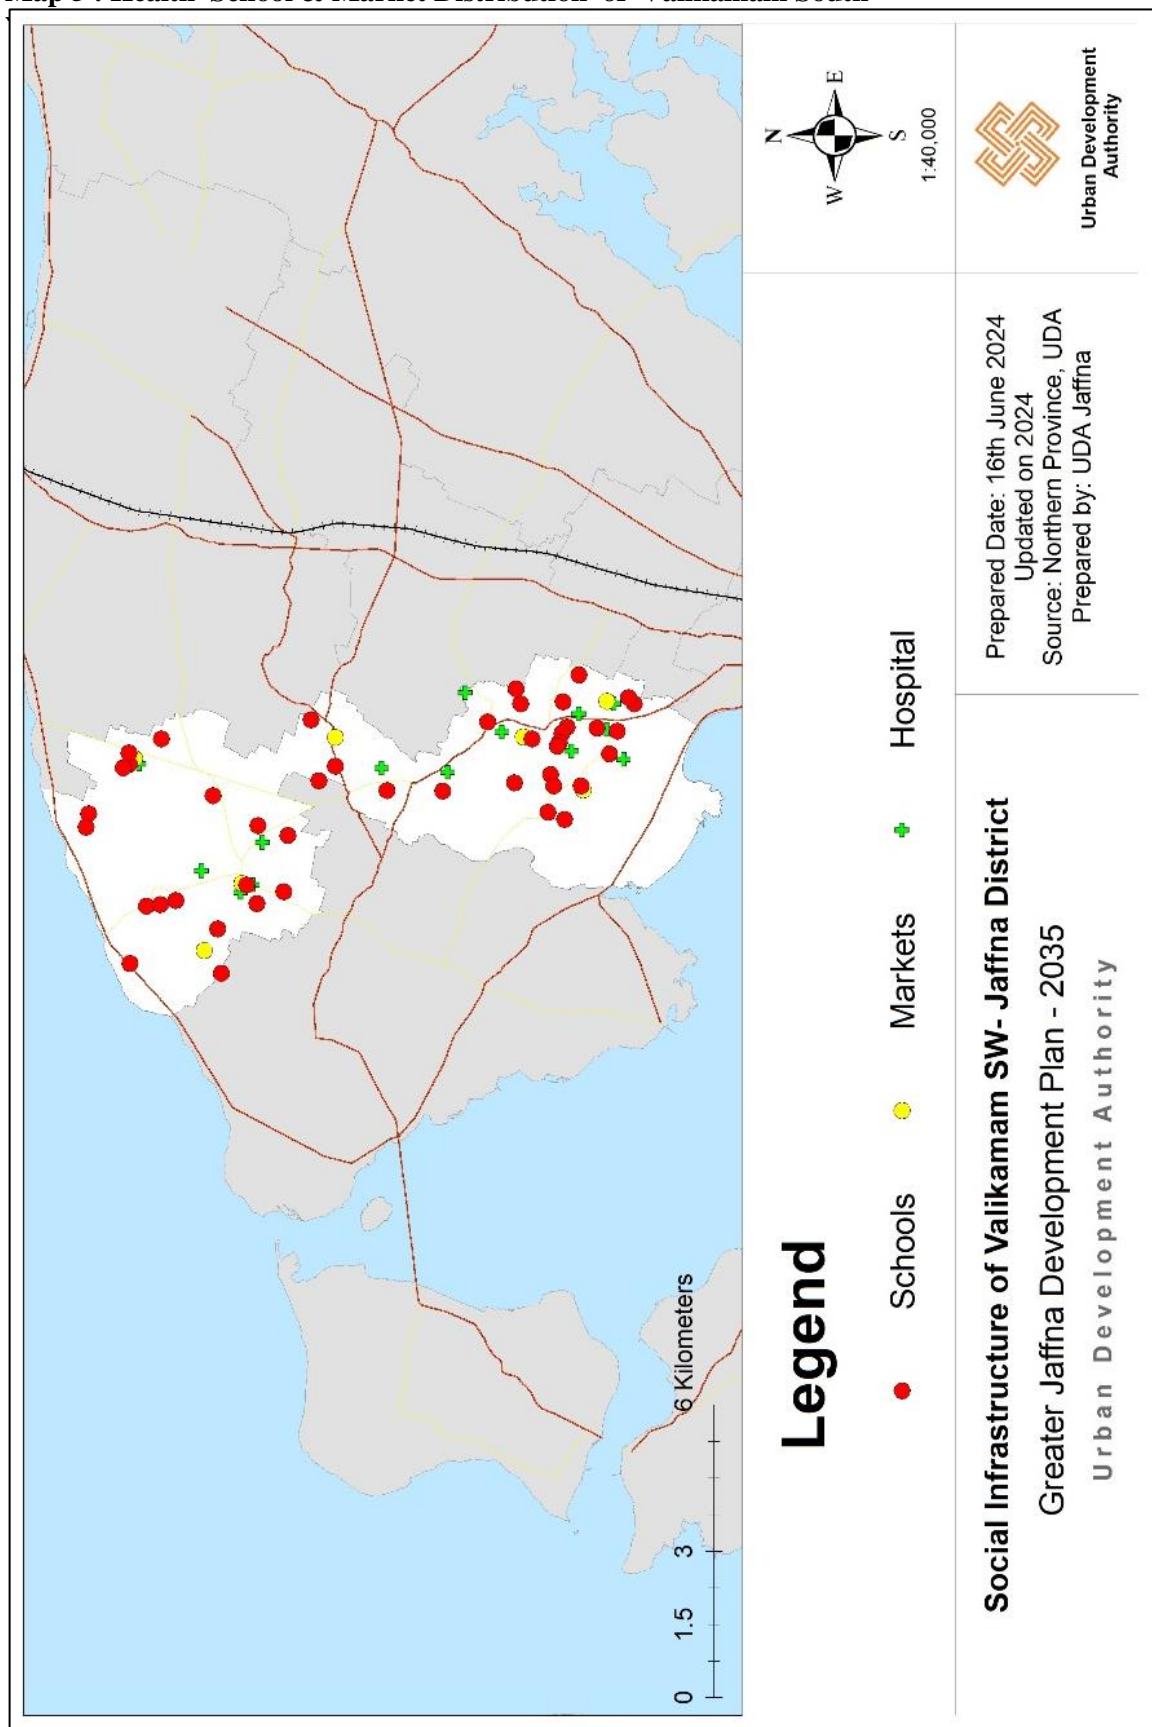 Map 3 : Health School & Market Distribution of Valikamam South
N
W
E
S
1:40,000
0
1.5
3
6 Kilometers
Legend
Schools
Markets
Hospital
Social Infrastructure of Valikamam SW- Jaffna District
Greater Jaffna Development Plan - 2035
Urban Development Authority
Prepared Date: 16th June 2024
Updated on 2024
Source: Northern Province, UDA
Prepared by: UDA Jaffna
Urban Development
Authority